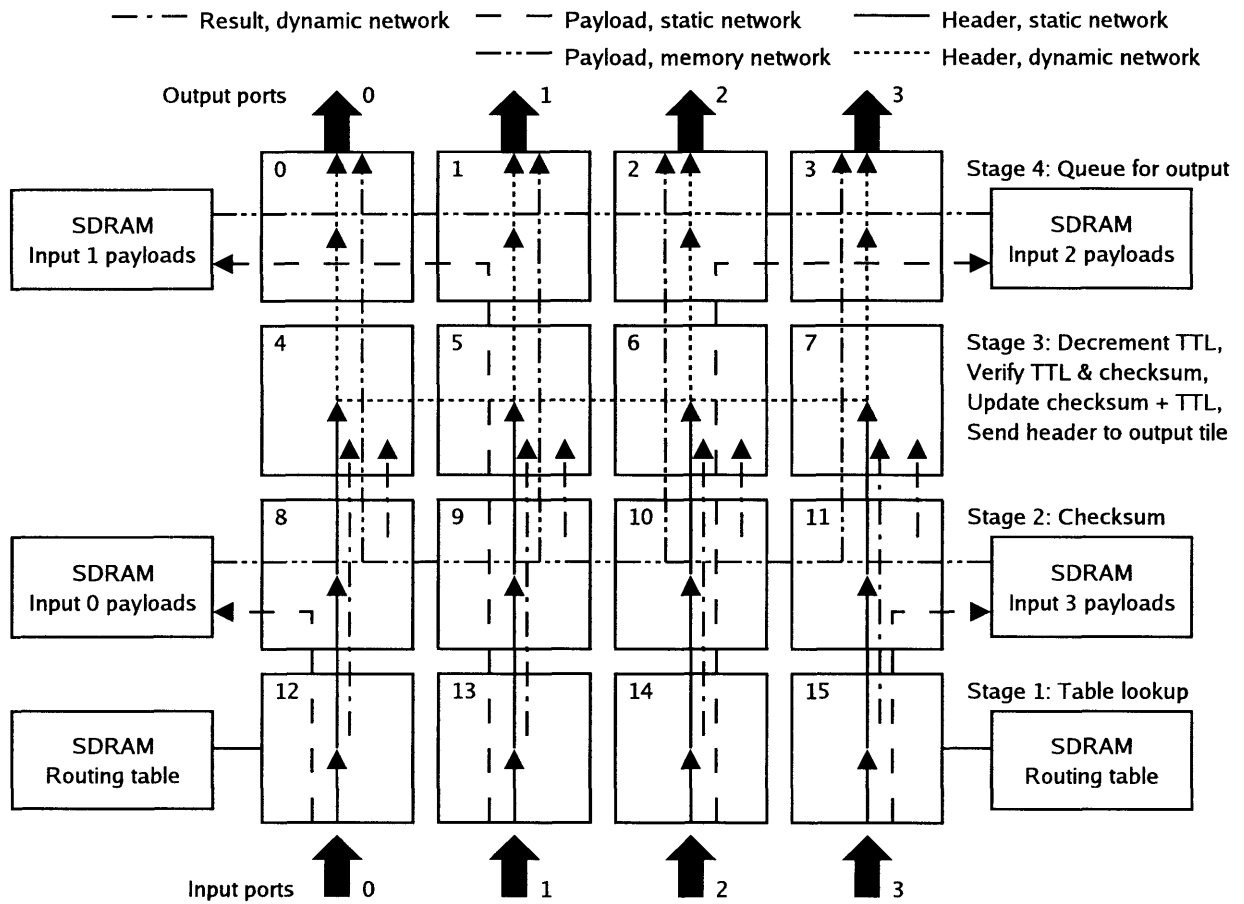 Result, dynamic network
Payload, static network
Header, static network
Payload, memory network
Header, dynamic network
Output ports
0
1
2
3
0
1
2
3
Stage 4: Queue for output
SDRAM
Input 1 payloads
SDRAM
Input 2 payloads
4
5
6
7
Stage 3: Decrement TTL,
Verify TTL & checksum,
Update checksum + TTL,
Send header to output tile
8
9
10
11
Stage 2: Checksum
SDRAM
Input 0 payloads
SDRAM
Input 3 payloads
12
13
14
15
Stage 1: Table lookup
SDRAM
Routing table
SDRAM
Routing table
Input ports
0
1
2
3